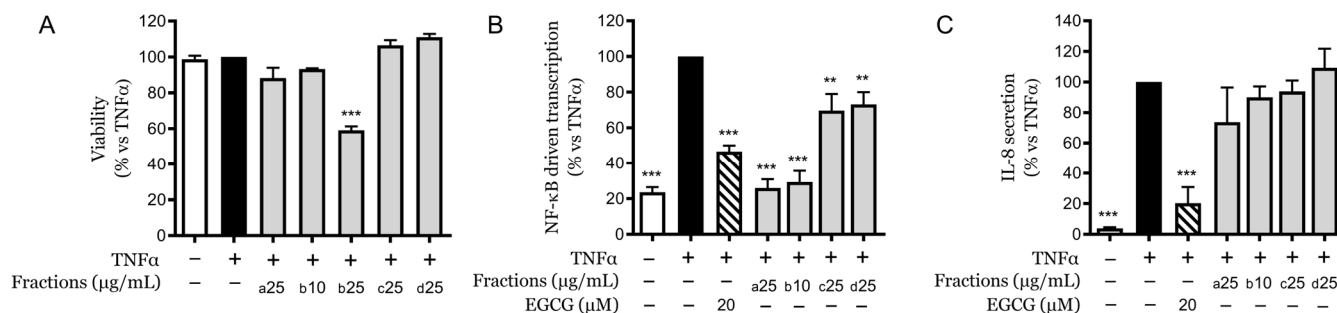 A
Viability
(% vs TNFα)
120
100
80
60
40
20
0
***
TNFα – + + + + + +
Fractions (µg/mL) – – a25 b10 b25 c25 d25
B
NF-κB driven transcription
(% vs TNFα)
120
100
80
60
40
20
0
*** *** *** *** ** **
TNFα – + + + + + +
Fractions (µg/mL) – – – a25 b10 c25 d25
EGCG (µM) – – 20 – – – –
C
IL-8 secretion
(% vs TNFα)
140
120
100
80
60
40
20
0
*** ***
TNFα – + + + + + +
Fractions (µg/mL) – – – a25 b10 c25 d25
EGCG (µM) – – 20 – – – –